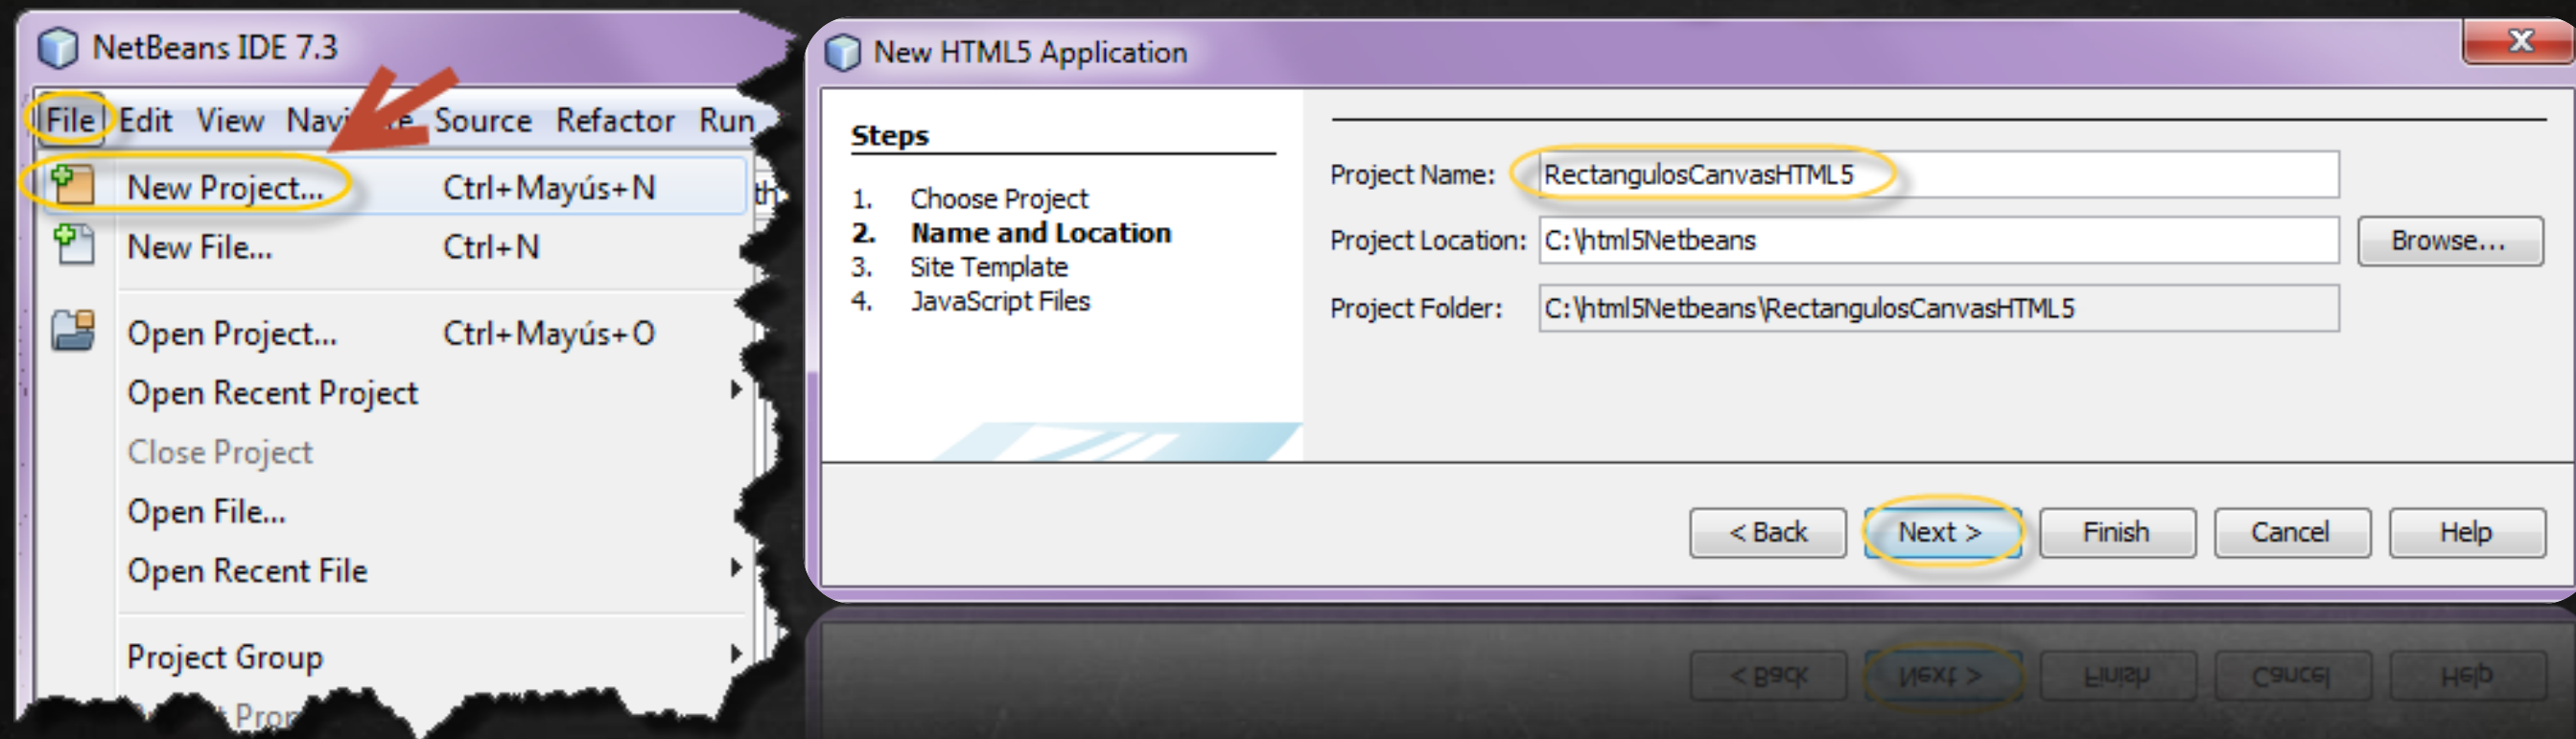 NetBeans IDE 7.3
File Edit View Source Refactor Run
New Project... Ctrl+Mayús+N
New File... Ctrl+N
Open Project... Ctrl+Mayús+O
Open Recent Project
Close Project
Open File...
Open Recent File
Project Group
New HTML5 Application
Steps
1. Choose Project
2. Name and Location
3. Site Template
4. JavaScript Files
Project Name: RectangulosCanvasHTML5
Project Location: C:\html5Netbeans Browse...
Project Folder: C:\html5Netbeans\RectangulosCanvasHTML5
< Back Next > Finish Cancel Help